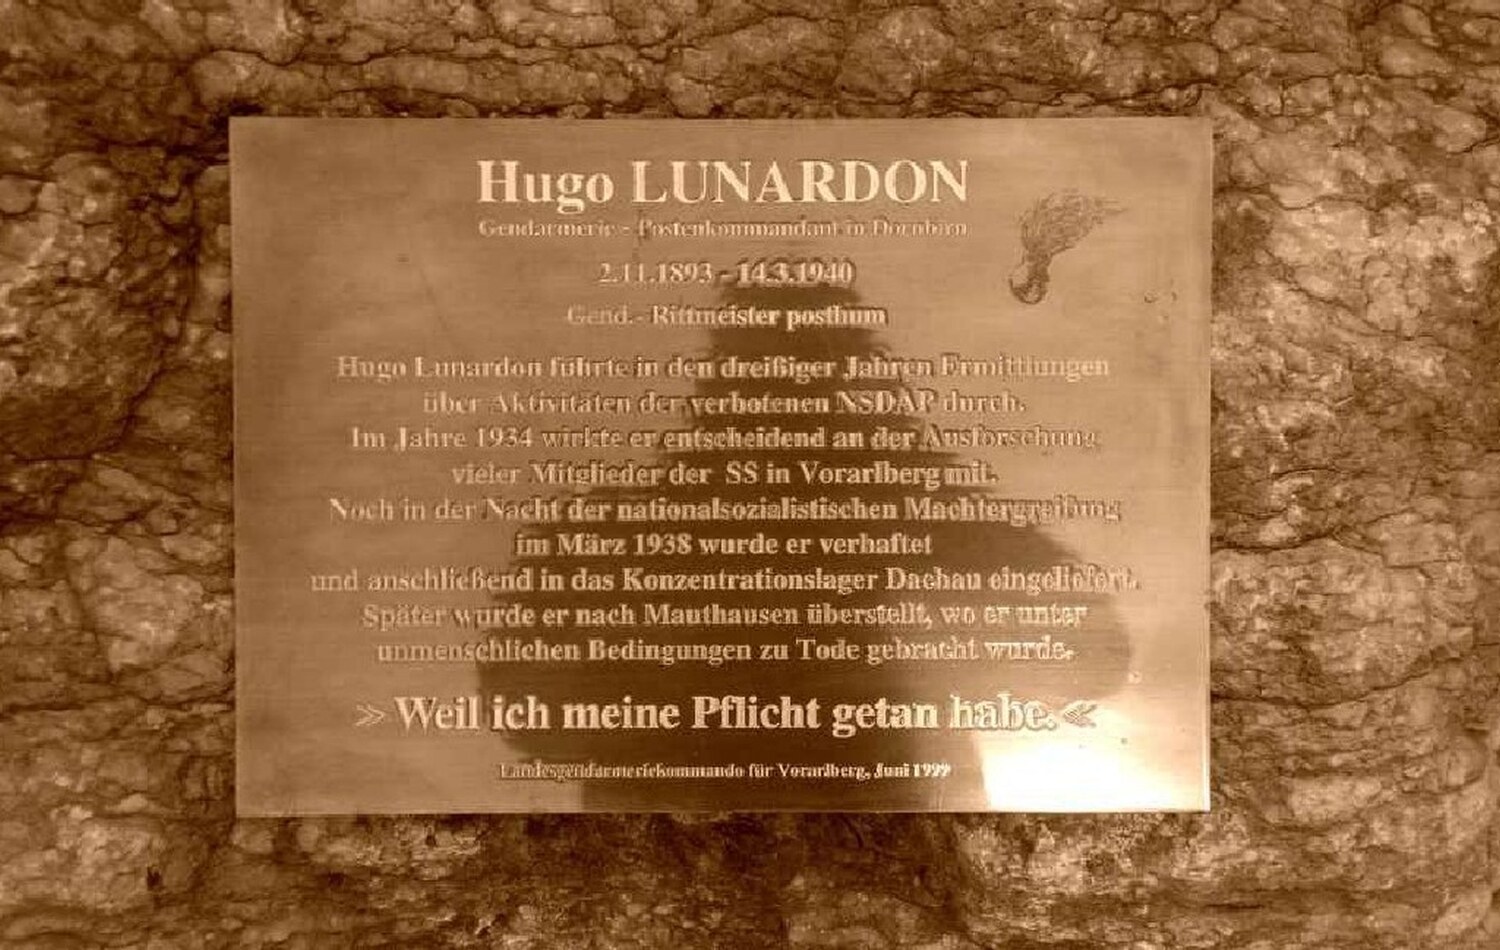 Hugo LUNARDON
Gendarmerie - Postenkommandant in Dornbirn
2.11.1893 - 14.3.1940
Gend.- Rittmeister posthum
Hugo Lunardon führte in den dreißiger Jahren Ermittlungen
über Aktivitäten der verbotenen NSDAP durch.
Im Jahre 1934 wirkte er entscheidend an der Ausforschung
vieler Mitglieder der SS in Vorarlberg mit.
Noch in der Nacht der nationalsozialistischen Machtergreifung
im März 1938 wurde er verhaftet
und anschließend in das Konzentrationslager Dachau eingeliefert.
Später wurde er nach Mauthausen überstellt, wo er unter
unmenschlichen Bedingungen zu Tode gebracht wurde.
» Weil ich meine Pflicht getan habe. «
Landesgendarmeriekommando für Vorarlberg, Juni 1999